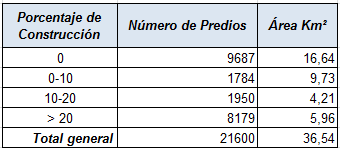 Porcentaje de Construcción Número de Predios Área Km²
0 9687 16,64
0-10 1784 9,73
10-20 1950 4,21
> 20 8179 5,96
Total general 21600 36,54